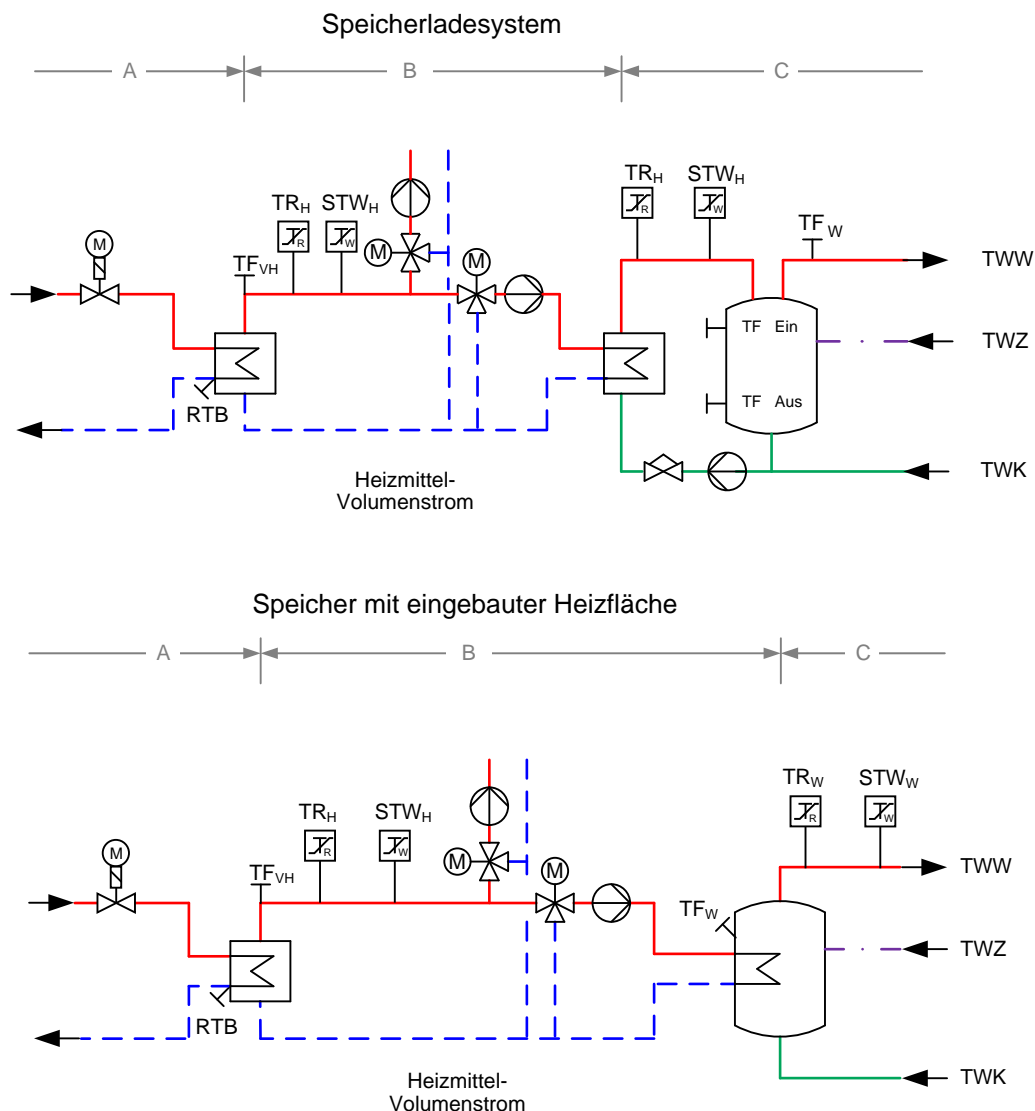 Speicherladesystem
A B C
TR_H STW_H
TR_H STW_H
R W
R W
TF_W
M
M
M
TF_VH
TWW
TF Ein
TWZ
RTB
TF Aus
TWK
Heizmittel-
Volumenstrom
Speicher mit eingebauter Heizfläche
A B C
TR_H STW_H
TR_W STW_W
R W
R W
M
M
M
TF_VH
TWW
TF_W
TWZ
RTB
TWK
Heizmittel-
Volumenstrom